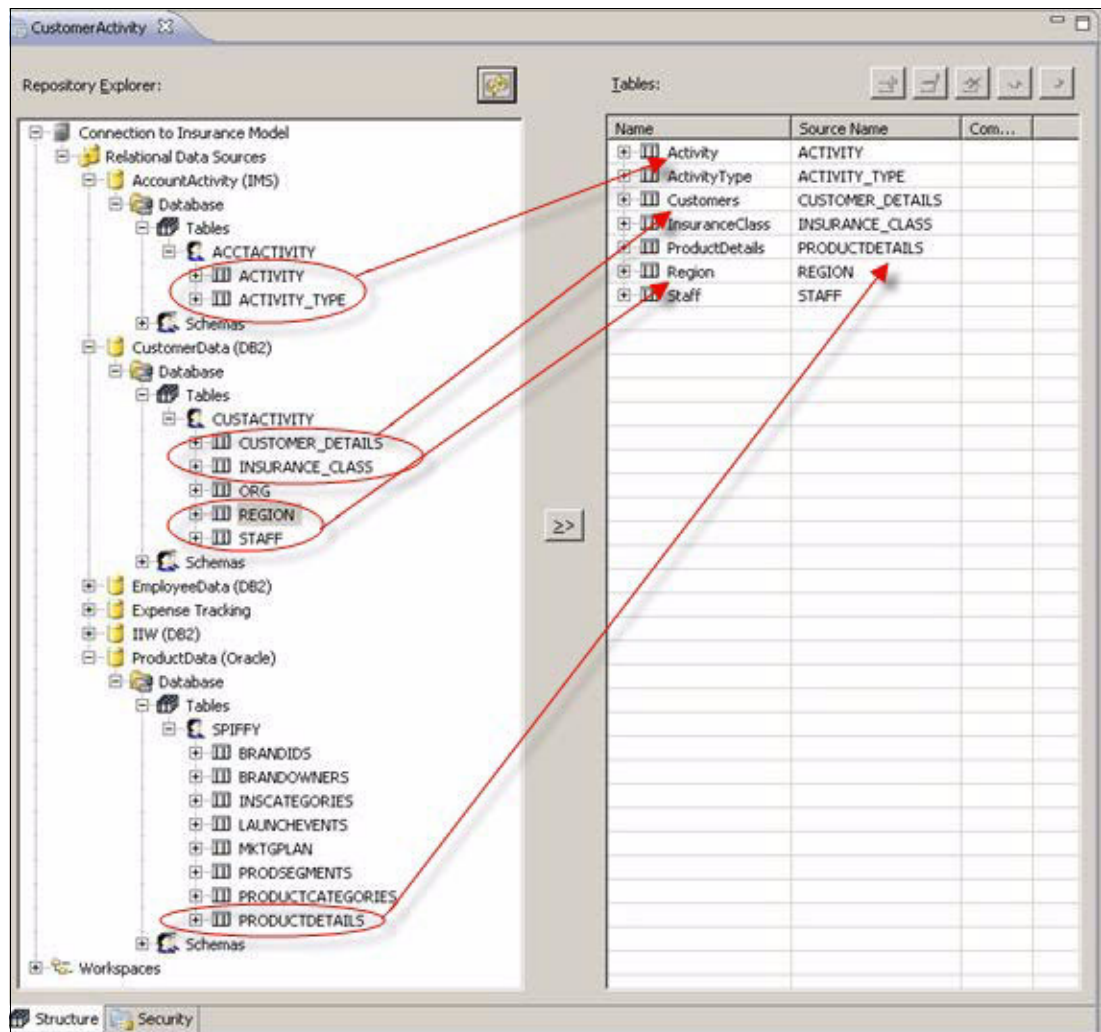 CustomerActivity
Repository Explorer:
Connection to Insurance Model
Relational Data Sources
AccountActivity (IMS)
Database
Tables
ACCTACTIVITY
ACTIVITY
ACTIVITY_TYPE
Schemas
CustomerData (DB2)
Database
Tables
CUSTACTIVITY
CUSTOMER_DETAILS
INSURANCE_CLASS
ORG
REGION
STAFF
Schemas
EmployeeData (DB2)
Expense Tracking
IIW (DB2)
ProductData (Oracle)
Database
Tables
SPIFFY
BRANDIDS
BRANDOWNERS
INSCATEGORIES
LAUNCHEVENTS
MKTGPLAN
PRODSEGMENTS
PRODUCTCATEGORIES
PRODUCTDETAILS
Schemas
Workspaces
>>
Tables:
Name Source Name Com...
Activity ACTIVITY
ActivityType ACTIVITY_TYPE
Customers CUSTOMER_DETAILS
InsuranceClass INSURANCE_CLASS
ProductDetails PRODUCTDETAILS
Region REGION
Staff STAFF
Structure Security